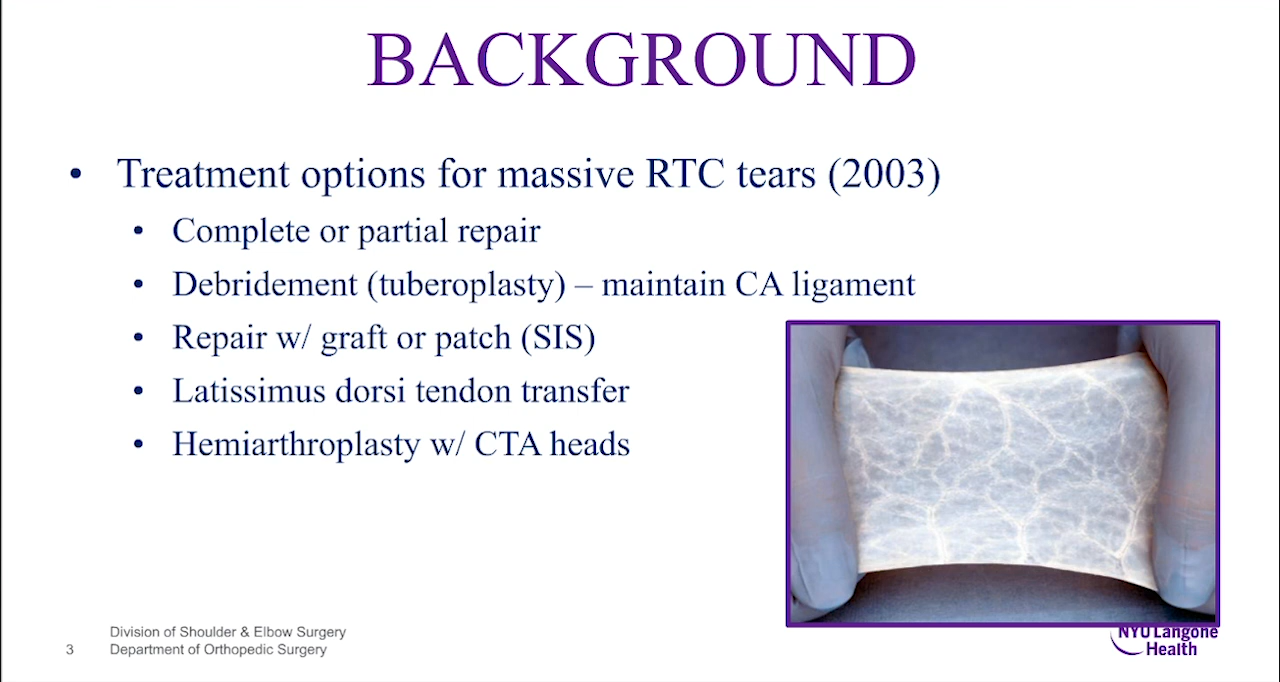 BACKGROUND
• Treatment options for massive RTC tears (2003)
• Complete or partial repair
• Debridement (tuberoplasty) – maintain CA ligament
• Repair w/ graft or patch (SIS)
• Latissimus dorsi tendon transfer
• Hemiarthroplasty w/ CTA heads
Division of Shoulder & Elbow Surgery
3 Department of Orthopedic Surgery
NYU Langone
Health